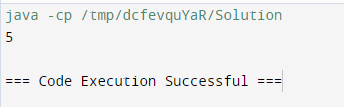 java -cp /tmp/dcfevquYaR/Solution
5
=== Code Execution Successful ===